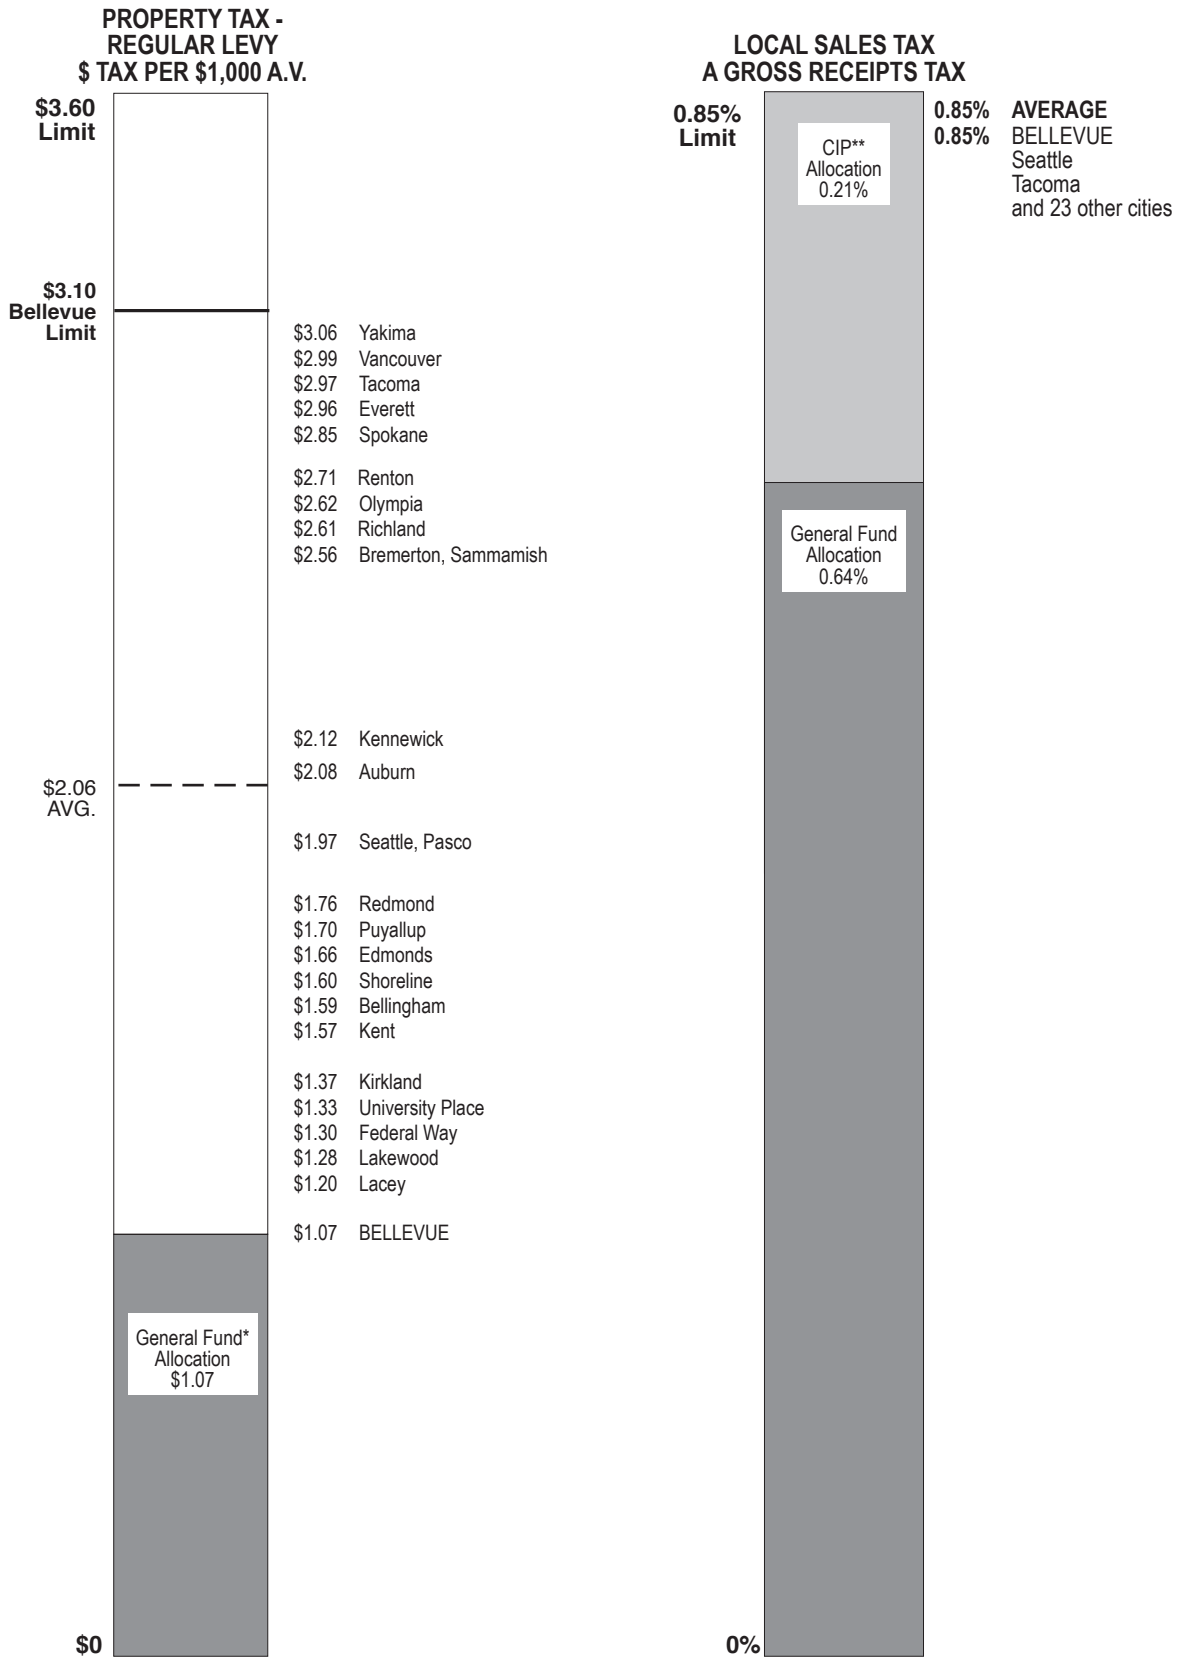 PROPERTY TAX -
REGULAR LEVY
$ TAX PER $1,000 A.V.
$3.60
Limit
$3.10
Bellevue
Limit
$3.06 Yakima
$2.99 Vancouver
$2.97 Tacoma
$2.96 Everett
$2.85 Spokane
$2.71 Renton
$2.62 Olympia
$2.61 Richland
$2.56 Bremerton, Sammamish
$2.12 Kennewick
$2.08 Auburn
$2.06
AVG.
$1.97 Seattle, Pasco
$1.76 Redmond
$1.70 Puyallup
$1.66 Edmonds
$1.60 Shoreline
$1.59 Bellingham
$1.57 Kent
$1.37 Kirkland
$1.33 University Place
$1.30 Federal Way
$1.28 Lakewood
$1.20 Lacey
$1.07 BELLEVUE
General Fund*
Allocation
$1.07
$0
LOCAL SALES TAX
A GROSS RECEIPTS TAX
0.85%
Limit
CIP**
Allocation
0.21%
0.85% AVERAGE
0.85% BELLEVUE
Seattle
Tacoma
and 23 other cities
General Fund
Allocation
0.64%
0%